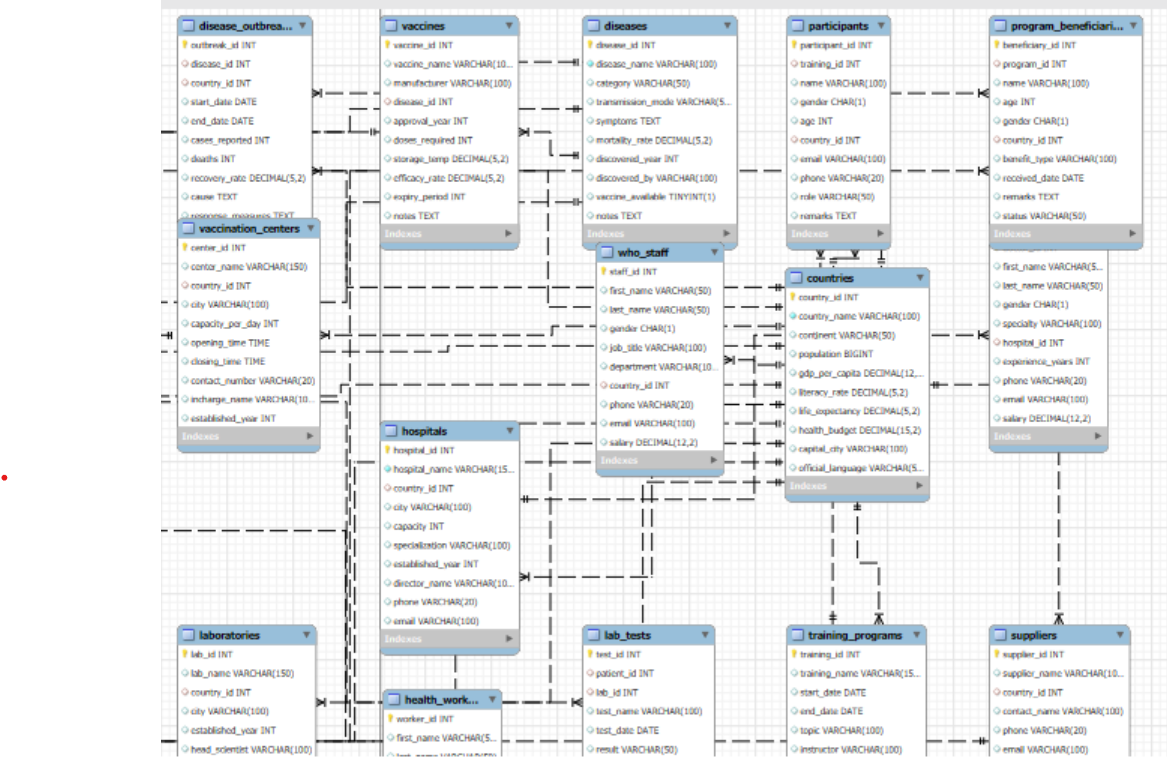 disease_outbrea...
outbreak_id INT
disease_id INT
country_id INT
start_date DATE
end_date DATE
cases_reported INT
deaths INT
recovery_rate DECIMAL(5,2)
cause TEXT
response_measures TEXT
vaccines
vaccine_id INT
vaccine_name VARCHAR(10...
manufacturer VARCHAR(100)
disease_id INT
approval_year INT
doses_required INT
storage_temp DECIMAL(5,2)
efficacy_rate DECIMAL(5,2)
expiry_period INT
notes TEXT
Indexes
diseases
disease_id INT
disease_name VARCHAR(100)
category VARCHAR(50)
transmission_mode VARCHAR(5...
symptoms TEXT
mortality_rate DECIMAL(5,2)
discovered_year INT
discovered_by VARCHAR(100)
vaccine_available TINYINT(1)
notes TEXT
Indexes
participants
participant_id INT
training_id INT
name VARCHAR(100)
gender CHAR(1)
age INT
country_id INT
email VARCHAR(100)
phone VARCHAR(20)
role VARCHAR(50)
remarks TEXT
Indexes
program_beneficiari...
beneficiary_id INT
program_id INT
name VARCHAR(100)
age INT
gender CHAR(1)
country_id INT
benefit_type VARCHAR(100)
received_date DATE
remarks TEXT
status VARCHAR(50)
Indexes
vaccination_centers
center_id INT
center_name VARCHAR(150)
country_id INT
city VARCHAR(100)
capacity_per_day INT
opening_time TIME
closing_time TIME
contact_number VARCHAR(20)
incharge_name VARCHAR(10...
established_year INT
Indexes
who_staff
staff_id INT
first_name VARCHAR(50)
last_name VARCHAR(50)
gender CHAR(1)
job_title VARCHAR(100)
department VARCHAR(10...
country_id INT
phone VARCHAR(20)
email VARCHAR(100)
salary DECIMAL(12,2)
Indexes
countries
country_id INT
country_name VARCHAR(100)
continent VARCHAR(50)
population BIGINT
gdp_per_capita DECIMAL(12,...
literacy_rate DECIMAL(5,2)
life_expectancy DECIMAL(5,2)
health_budget DECIMAL(15,2)
capital_city VARCHAR(100)
official_language VARCHAR(5...
Indexes
first_name VARCHAR(5...
last_name VARCHAR(50)
gender CHAR(1)
specialty VARCHAR(100)
hospital_id INT
experience_years INT
phone VARCHAR(20)
email VARCHAR(100)
salary DECIMAL(12,2)
Indexes
hospitals
hospital_id INT
hospital_name VARCHAR(15...
country_id INT
city VARCHAR(100)
capacity INT
specialization VARCHAR(100)
established_year INT
director_name VARCHAR(10...
phone VARCHAR(20)
email VARCHAR(100)
Indexes
laboratories
lab_id INT
lab_name VARCHAR(150)
country_id INT
city VARCHAR(100)
established_year INT
head_scientist VARCHAR(100)
health_work...
worker_id INT
first_name VARCHAR(5...
lab_tests
test_id INT
patient_id INT
lab_id INT
test_name VARCHAR(100)
test_date DATE
result VARCHAR(50)
training_programs
training_id INT
training_name VARCHAR(15...
start_date DATE
end_date DATE
topic VARCHAR(100)
instructor VARCHAR(100)
suppliers
supplier_id INT
supplier_name VARCHAR(10...
country_id INT
contact_name VARCHAR(100)
phone VARCHAR(20)
email VARCHAR(100)